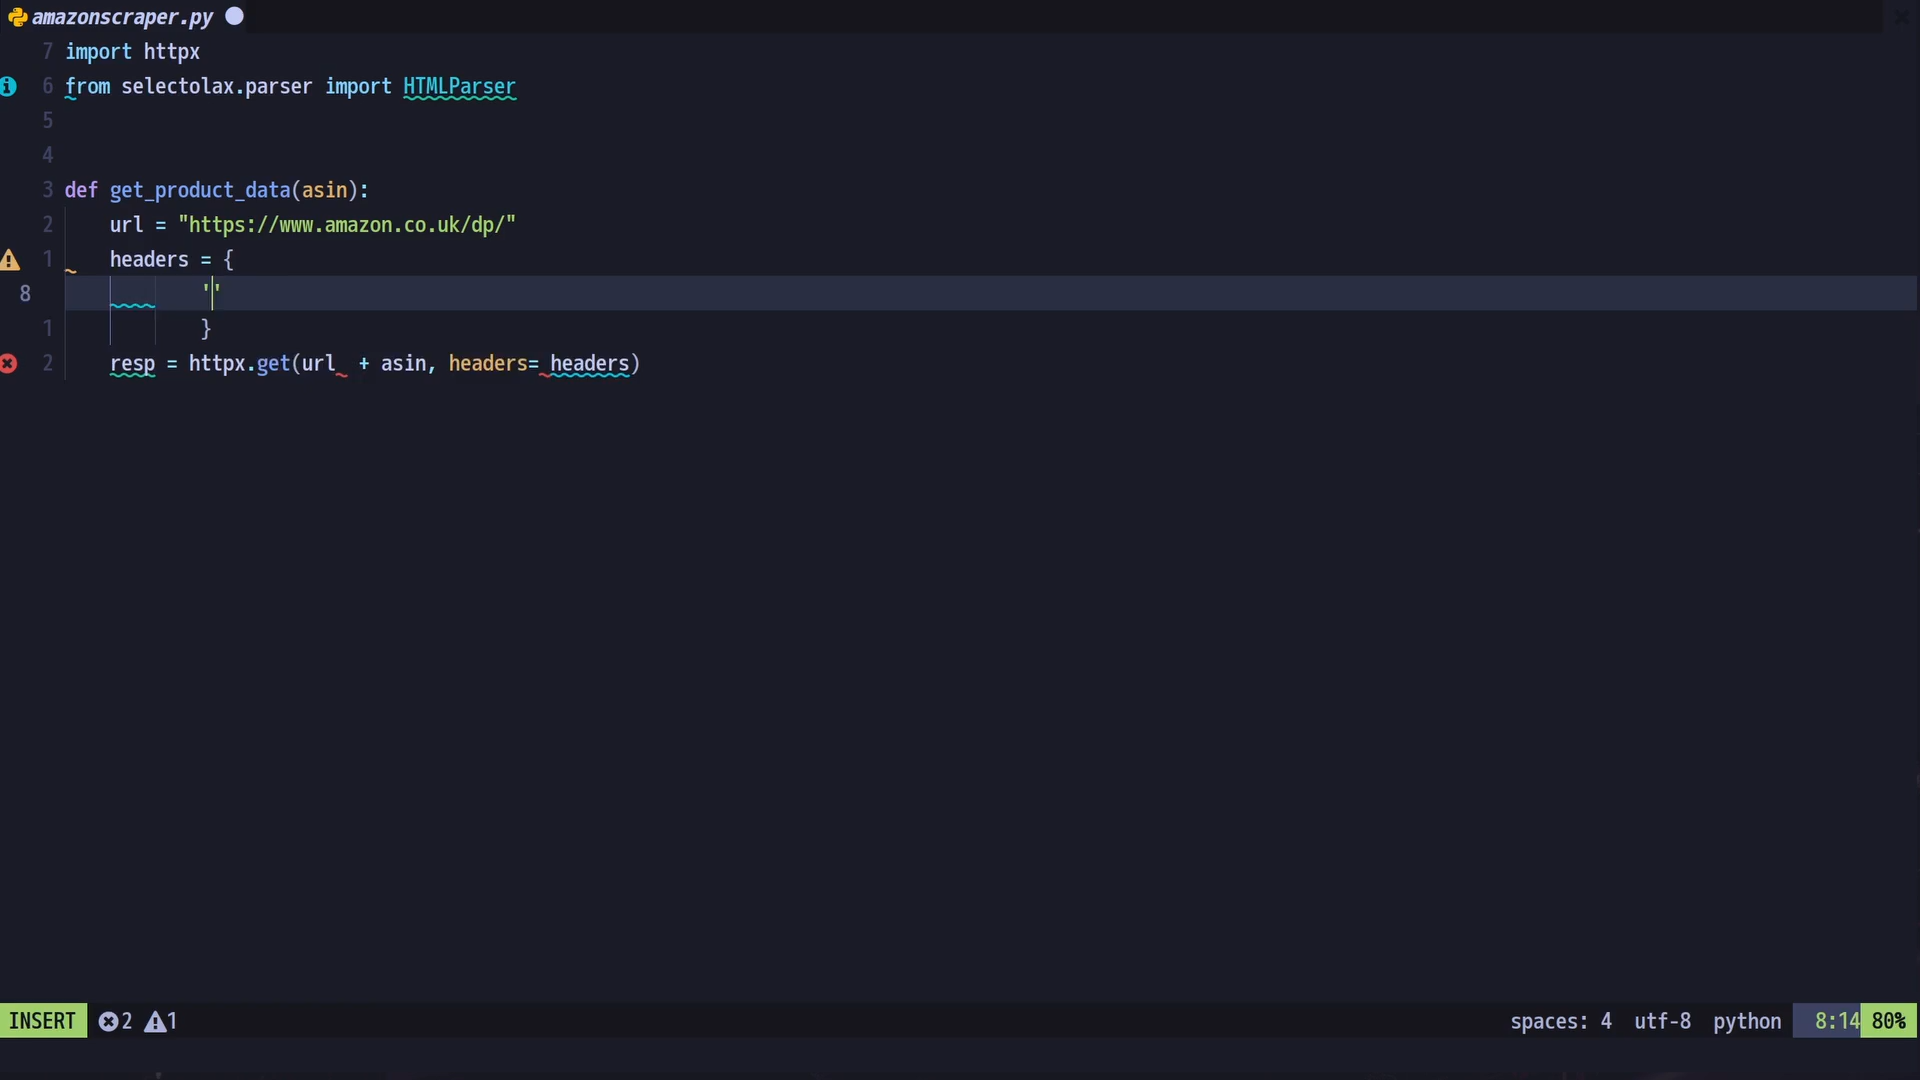 amazonscraper.py
7 import httpx
6 from selectolax.parser import HTMLParser
5
4
3 def get_product_data(asin):
2 url = "https://www.amazon.co.uk/dp/"
1 headers = {
8 ''
1 }
2 resp = httpx.get(url + asin, headers= headers)
INSERT 2 1 spaces: 4 utf-8 python 8:14 80%